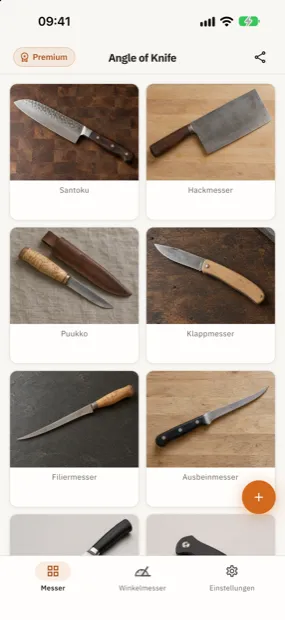 09:41
Premium
Angle of Knife
Santoku
Hackmesser
Puukko
Klappmesser
Filiermesser
Ausbeinmesser
+
Messer
Winkelmesser
Einstellungen